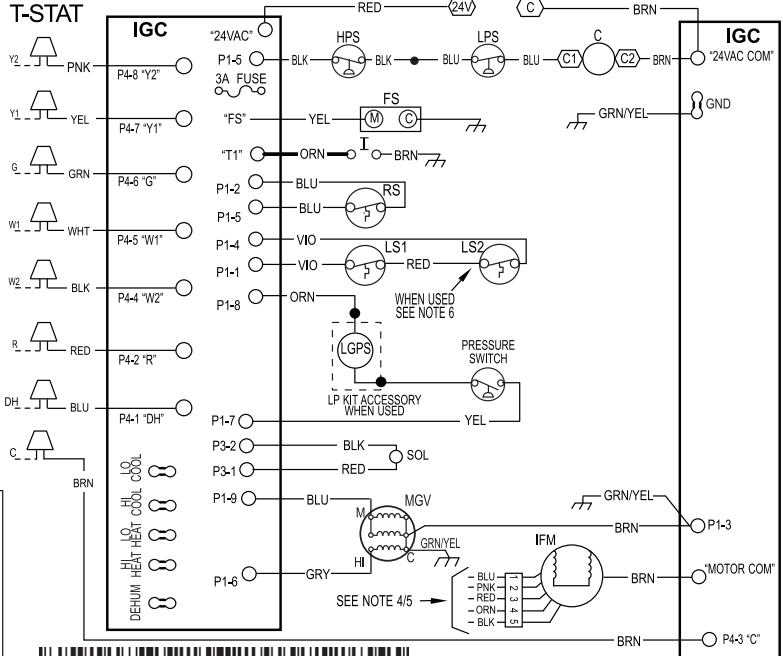 T-STAT
IGC
"24VAC"
RED
24V
C
BRN
IGC
"24VAC COM"
Y2
PNK
P4-8 "Y2"
P1-5
BLK
HPS
BLK
BLU
LPS
BLU
C1
C
C2
BRN
3A FUSE
Y1
YEL
P4-7 "Y1"
"FS"
YEL
FS
M
C
GRN/YEL
GND
"T1"
ORN
I
BRN
G
GRN
P4-6 "G"
P1-2
BLU
RS
P1-5
BLU
W1
WHT
P4-5 "W1"
P1-4
VIO
P1-1
VIO
LS1
RED
LS2
W2
BLK
P4-4 "W2"
P1-8
ORN
WHEN USED
SEE NOTE 6
R
RED
P4-2 "R"
LGPS
PRESSURE
SWITCH
LP KIT ACCESSORY
WHEN USED
DH
BLU
P4-1 "DH"
P1-7
YEL
C
BRN
P3-2
BLK
SOL
P3-1
RED
LO
COOL
HI
COOL
LO
HEAT
HI
HEAT
DEHUM
P1-9
BLU
M
MGV
HI
C
GRN/YEL
GRN/YEL
BRN
P1-3
P1-6
GRY
IFM
SEE NOTE 4/5
BLU 1
PNK 2
RED 3
ORN 4
BLK 5
BRN
"MOTOR COM"
BRN
P4-3 "C"